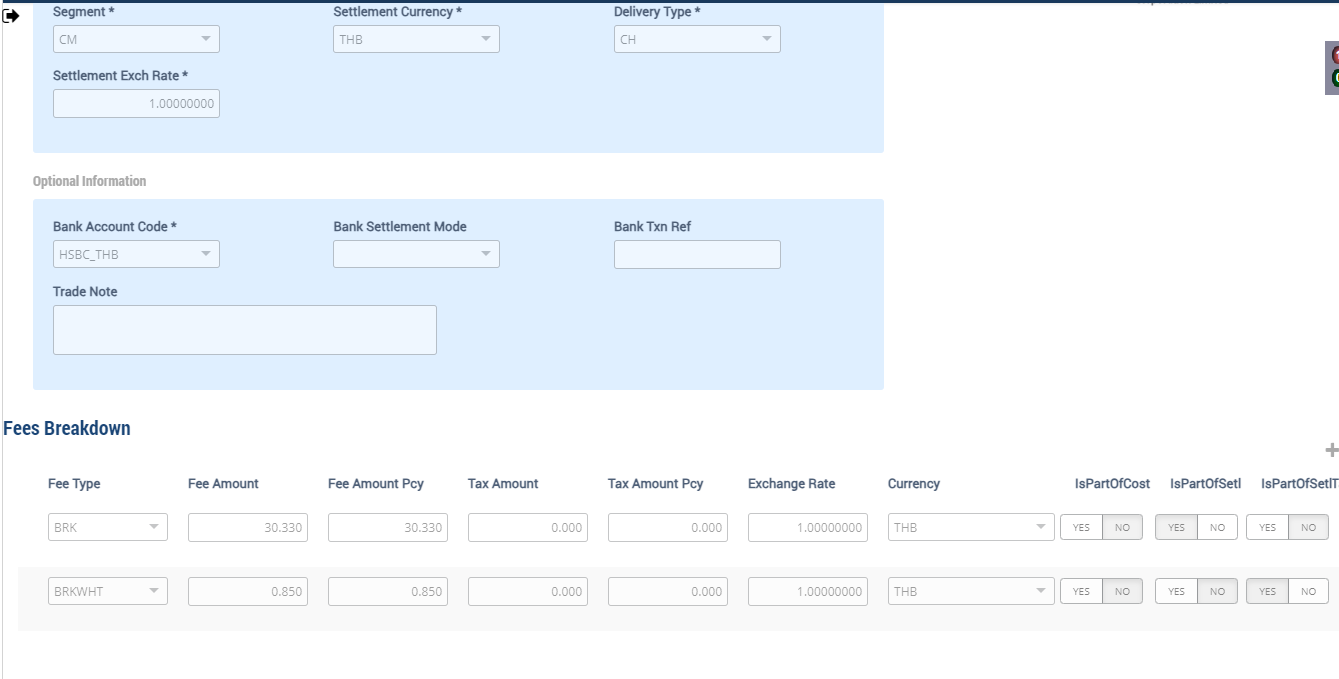 Segment * Settlement Currency * Delivery Type *
CM THB CH
Settlement Exch Rate *
1.00000000
Optional Information
Bank Account Code * Bank Settlement Mode Bank Txn Ref
HSBC_THB
Trade Note
Fees Breakdown
Fee Type Fee Amount Fee Amount Pcy Tax Amount Tax Amount Pcy Exchange Rate Currency IsPartOfCost IsPartOfSetl IsPartOfSetlT
BRK 30.330 30.330 0.000 0.000 1.00000000 THB YES NO YES NO YES NO
BRKWHT 0.850 0.850 0.000 0.000 1.00000000 THB YES NO YES NO YES NO